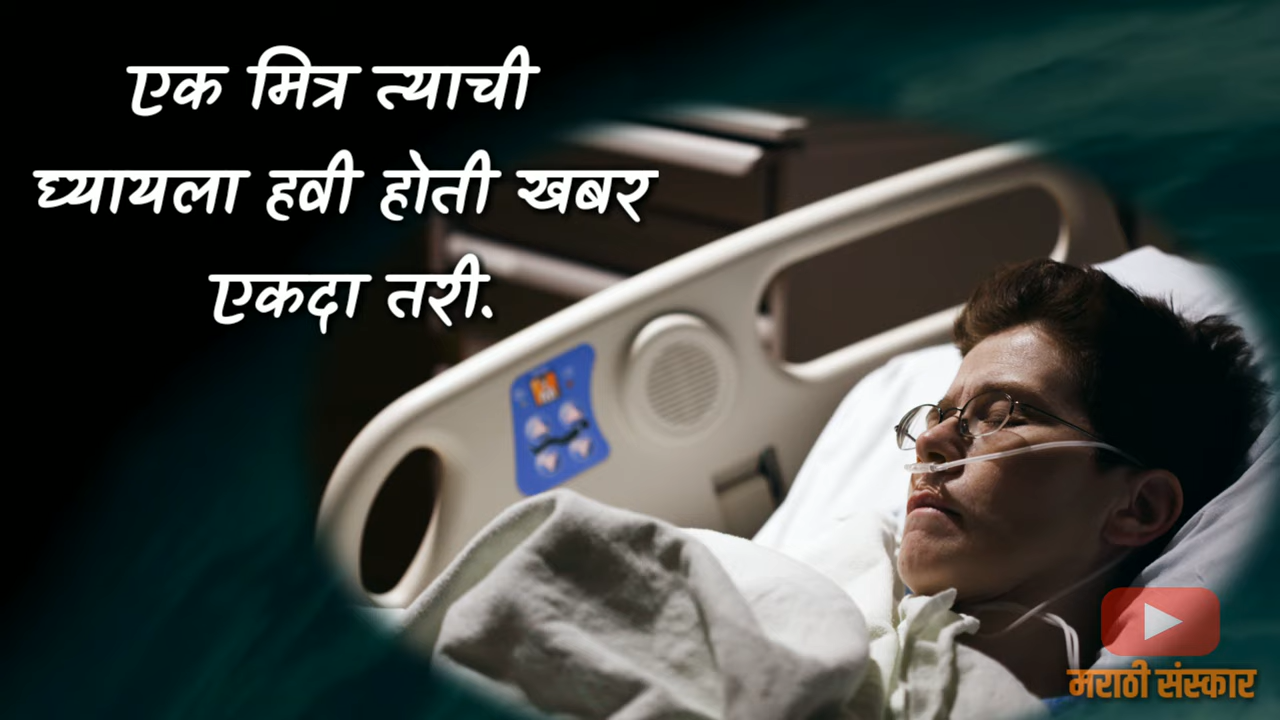 एक मित्र त्याची
घ्यायला हवी होती खबर
एकदा तरी.
मराठी संस्कार